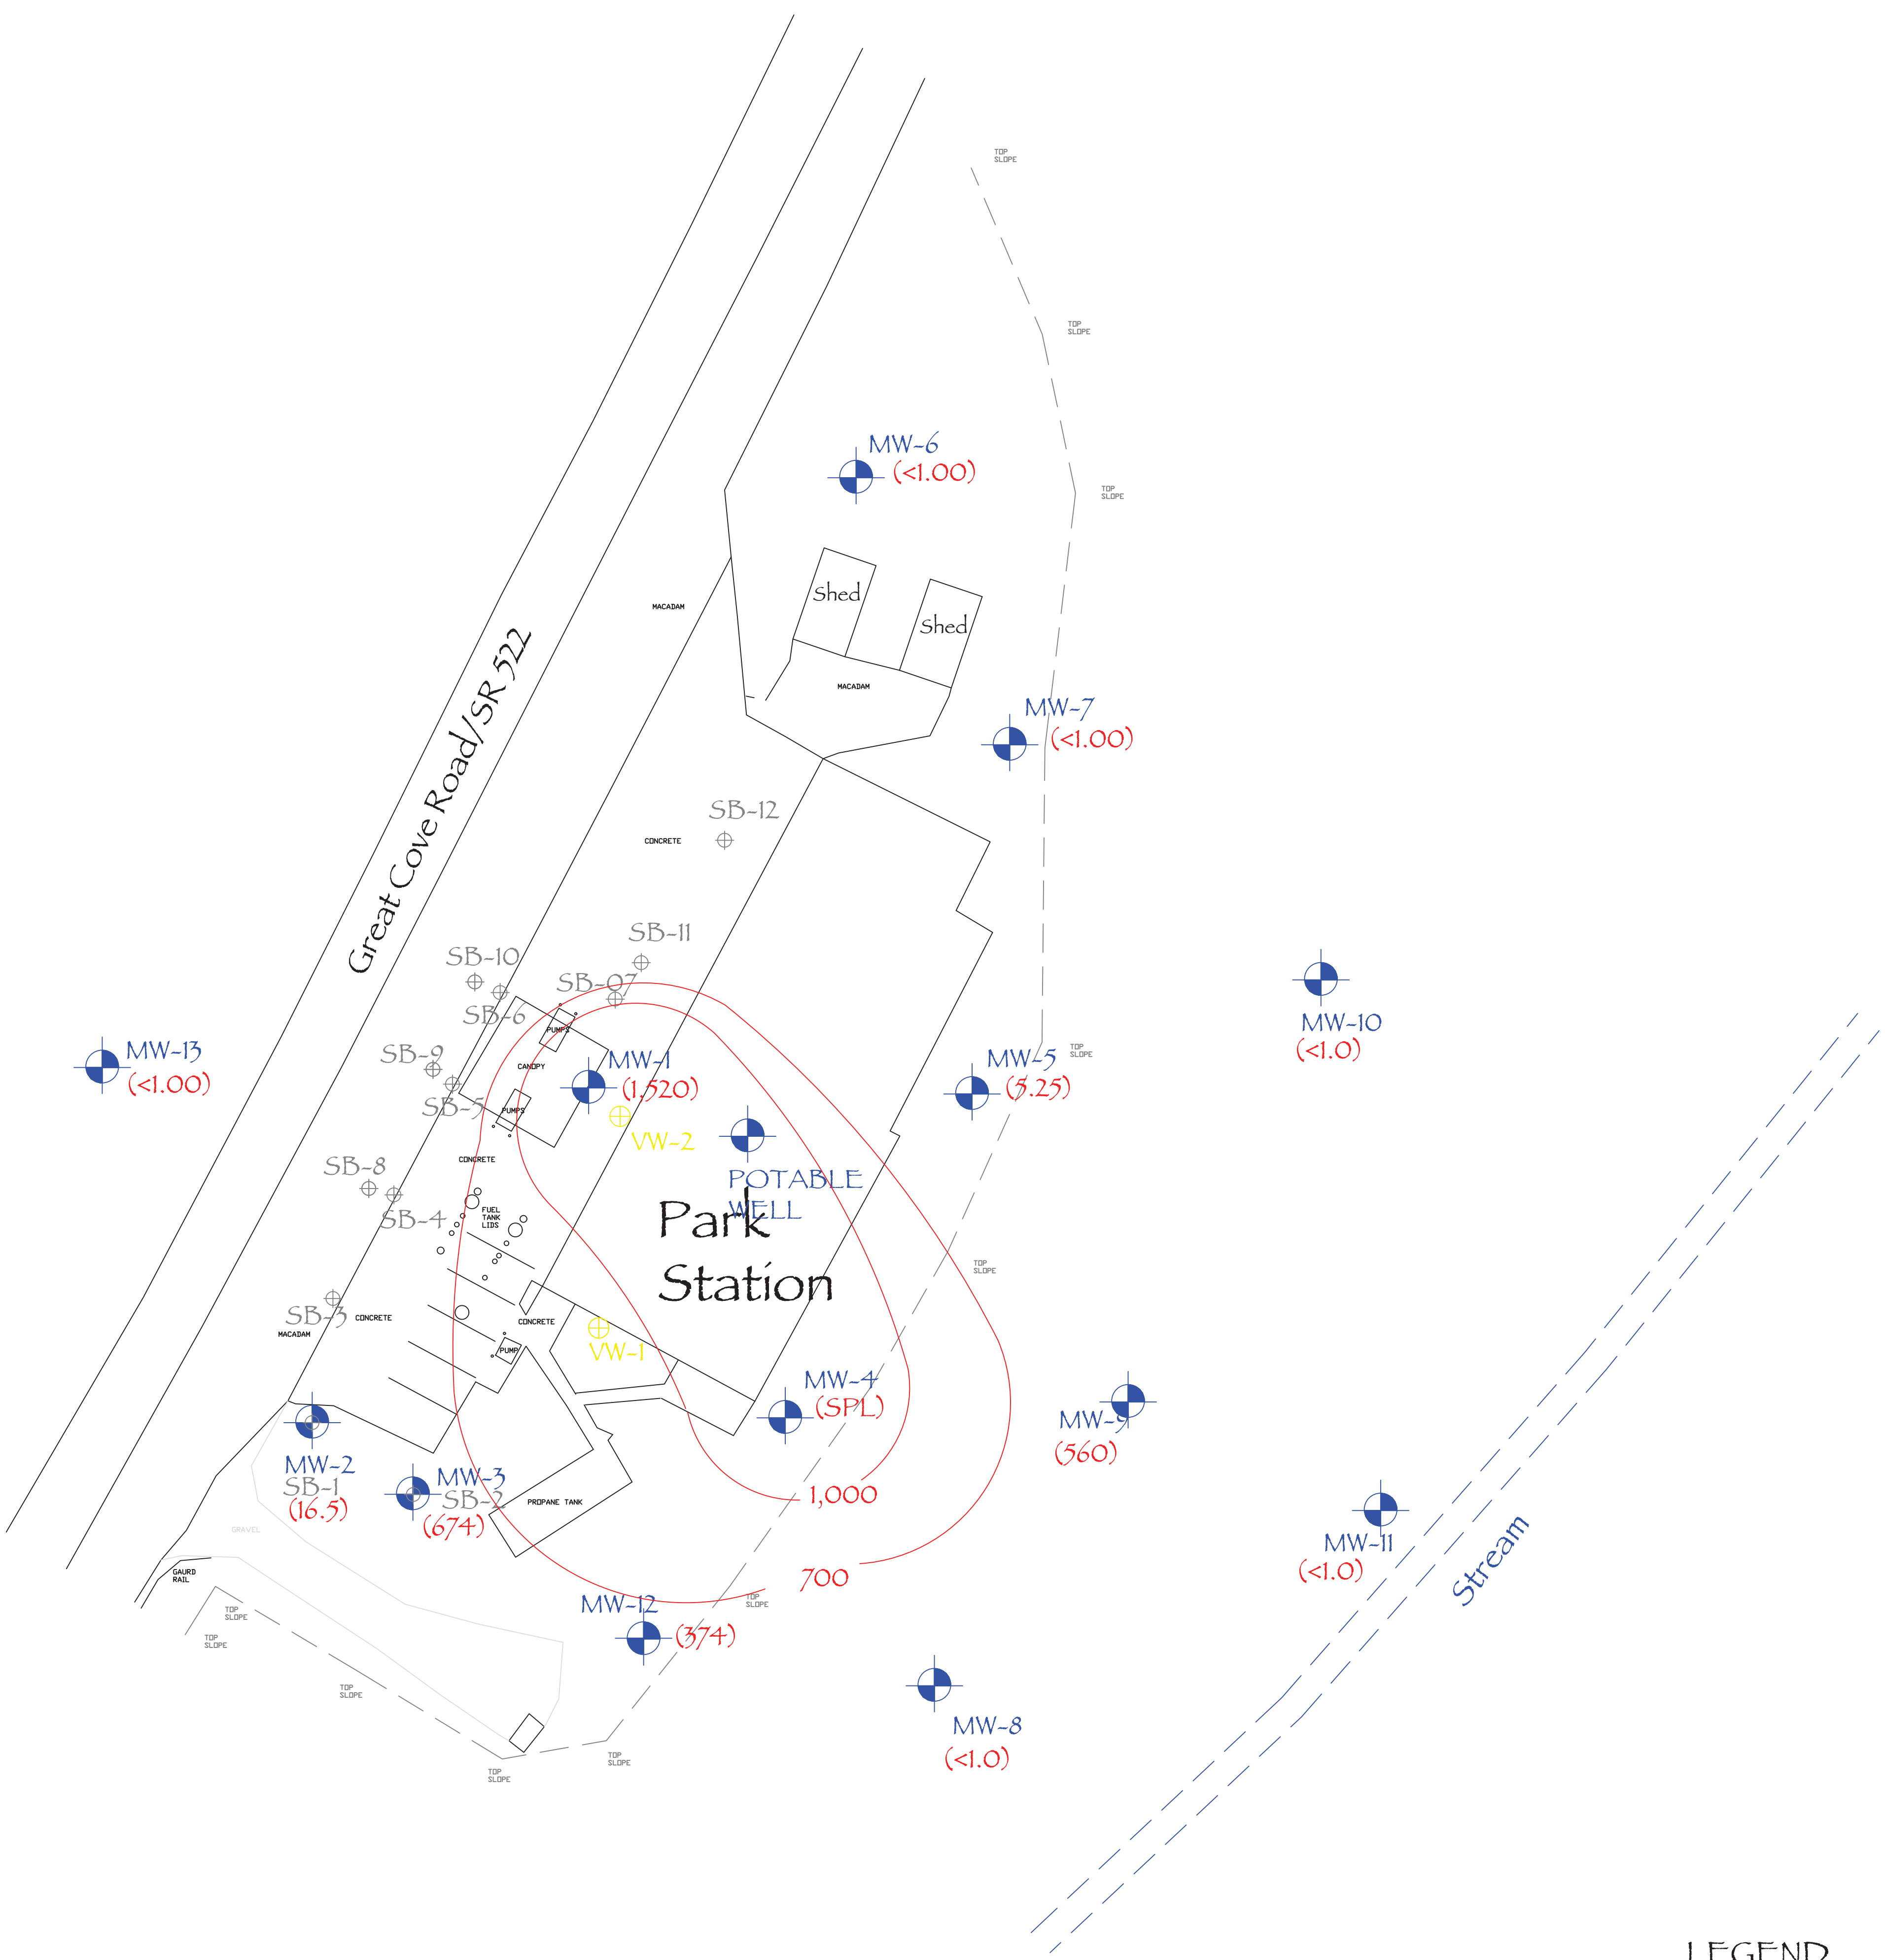 TOP
SLOPE
TOP
SLOPE
MW-6
(<1.00)
TOP
SLOPE
Shed
MACADAM
Shed
Great Cove Road/SR 522
MACADAM
MW-7
(<1.00)
SB-12
CONCRETE
SB-11
SB-10
SB-07
SB-6
PUMPS
MW-10
(<1.0)
MW-13
(<1.00)
SB-9
MW-1
(1,520)
CANOPY
MW-5
(5.25)
TOP
SLOPE
SB-5
PUMPS
VW-2
CONCRETE
SB-8
POTABLE
WELL
SB-4
FUEL
TANK
LIDS
Park
Station
TOP
SLOPE
SB-3
CONCRETE
MACADAM
CONCRETE
PUMP
VW-1
MW-4
(SPL)
MW-9
(560)
MW-2
SB-1
(16.5)
MW-3
SB-2
(674)
PROPANE TANK
1,000
GRAVEL
MW-11
(<1.0)
Stream
GAURD
RAIL
700
TOP
SLOPE
MW-12
(374)
TOP
SLOPE
TOP
SLOPE
TOP
SLOPE
MW-8
(<1.0)
TOP
SLOPE
TOP
SLOPE
LEGEND